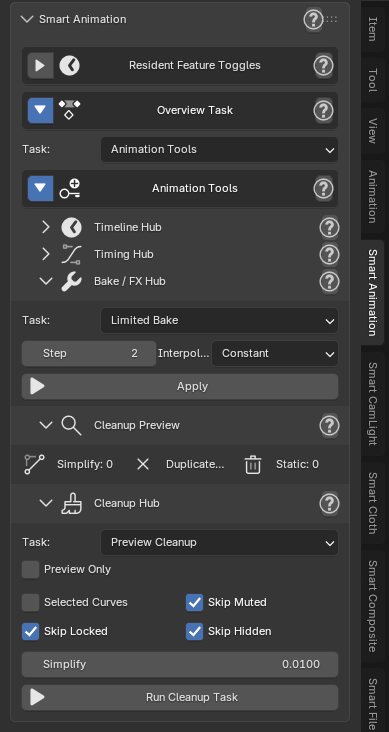 Smart Animation
Resident Feature Toggles
Overview Task
Task: Animation Tools
Animation Tools
Timeline Hub
Timing Hub
Bake / FX Hub
Task: Limited Bake
Step 2 Interpol... Constant
Apply
Cleanup Preview
Simplify: 0 Duplicate... Static: 0
Cleanup Hub
Task: Preview Cleanup
Preview Only
Selected Curves Skip Muted
Skip Locked Skip Hidden
Simplify 0.0100
Run Cleanup Task
Item
Tool
View
Animation
Smart Animation
Smart CamLight
Smart Cloth
Smart Composite
Smart File